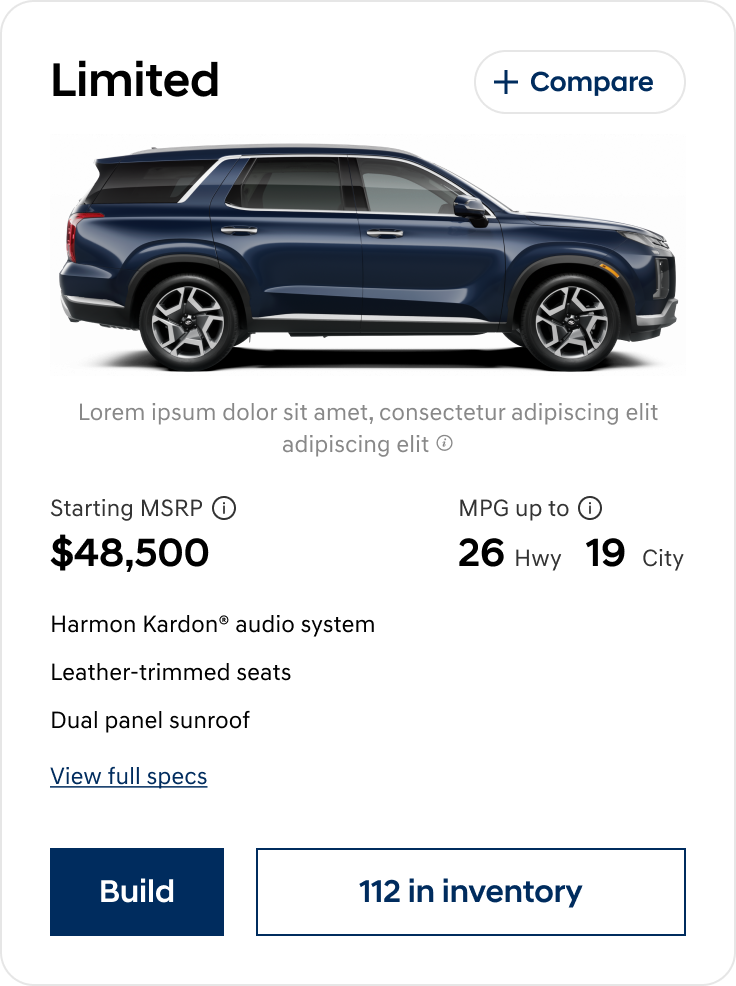 Limited
+ Compare
Lorem ipsum dolor sit amet, consectetur adipiscing elit
adipiscing elit ⓘ
Starting MSRP ⓘ
MPG up to ⓘ
$48,500
26 Hwy 19 City
Harmon Kardon® audio system
Leather-trimmed seats
Dual panel sunroof
View full specs
Build
112 in inventory